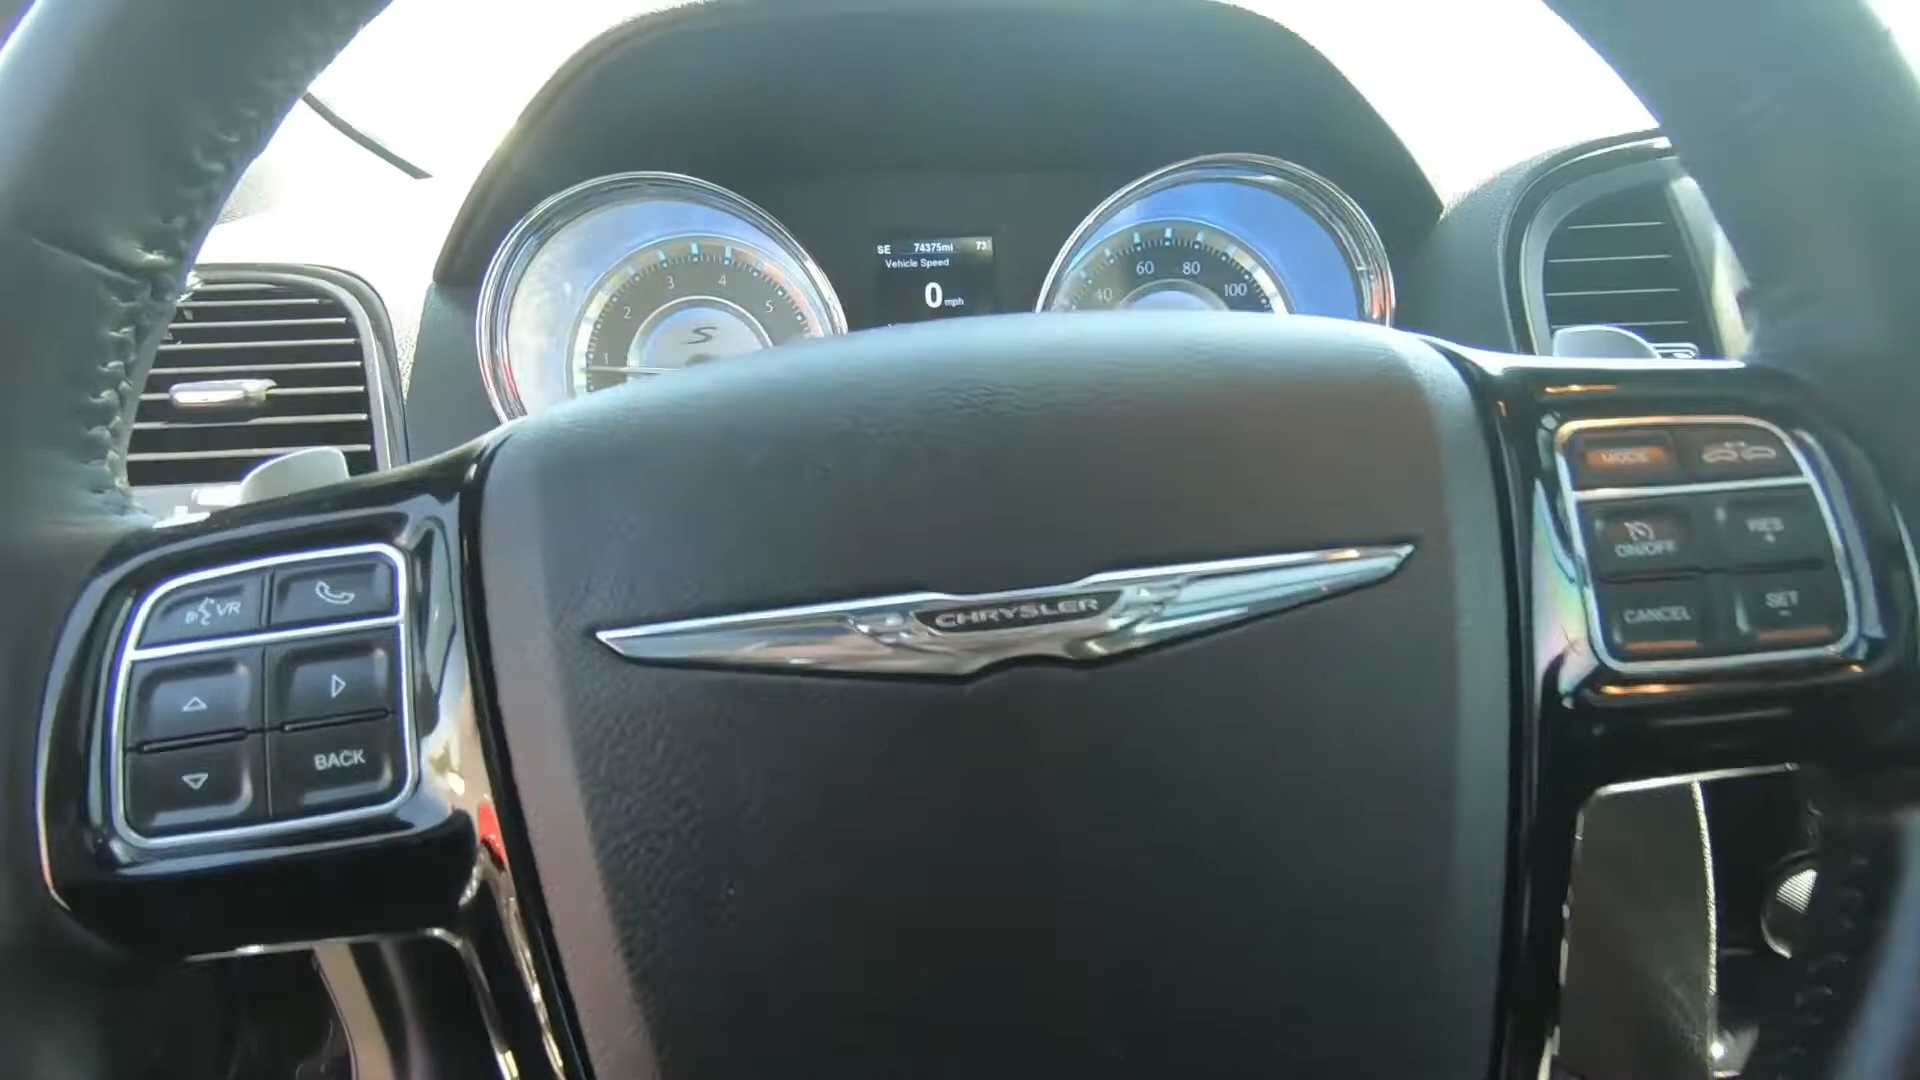 SE 74375mi 73°
Vehicle Speed
0 mph
1 2 3 4 5
S
40 60 80 100
CHRYSLER
VR
BACK
MODE
ON/OFF
RES
+
CANCEL
SET
-